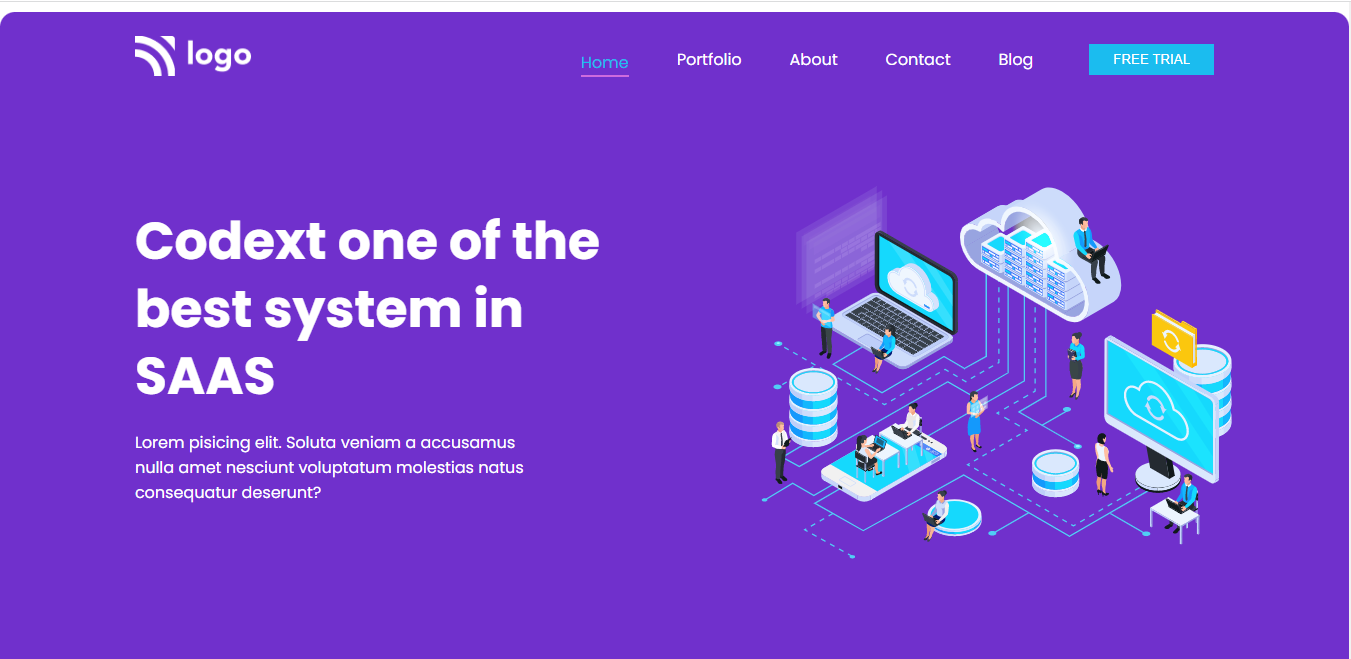 logo
Home
Portfolio
About
Contact
Blog
FREE TRIAL
Codext one of the
best system in
SAAS
Lorem pisicing elit. Soluta veniam a accusamus
nulla amet nesciunt voluptatum molestias natus
consequatur deserunt?